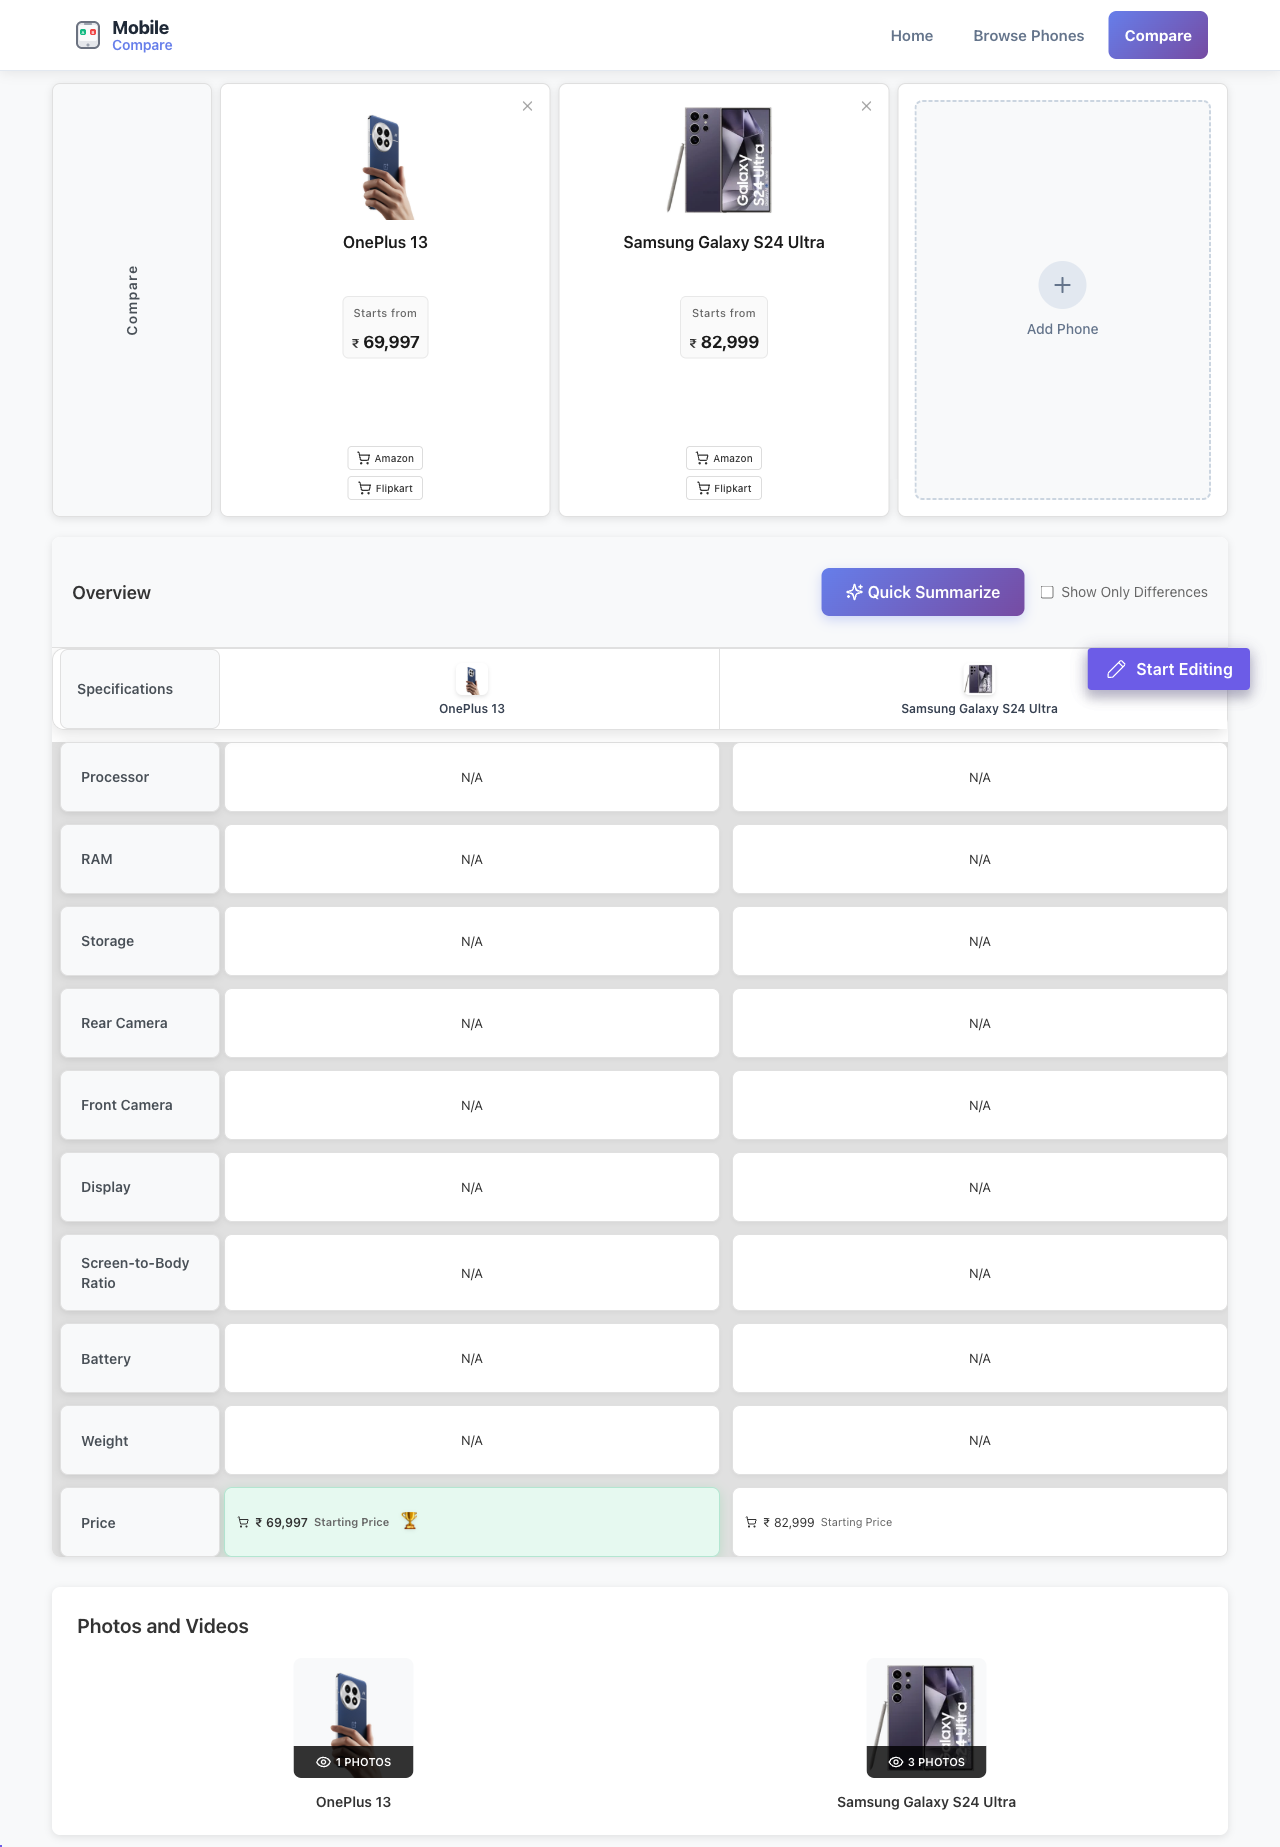 Mobile
Compare
Home
Browse Phones
Compare
Compare
OnePlus 13
Starts from
₹ 69,997
Amazon
Flipkart
Galaxy
S24 Ultra
Samsung Galaxy S24 Ultra
Starts from
₹ 82,999
Amazon
Flipkart
Add Phone
Overview
Quick Summarize
Show Only Differences
Start Editing
Specifications
OnePlus 13
Samsung Galaxy S24 Ultra
Processor
N/A
N/A
RAM
N/A
N/A
Storage
N/A
N/A
Rear Camera
N/A
N/A
Front Camera
N/A
N/A
Display
N/A
N/A
Screen-to-Body
Ratio
N/A
N/A
Battery
N/A
N/A
Weight
N/A
N/A
Price
₹ 69,997 Starting Price
₹ 82,999 Starting Price
Photos and Videos
1 PHOTOS
OnePlus 13
alaxy
4 Ultra
3 PHOTOS
Samsung Galaxy S24 Ultra